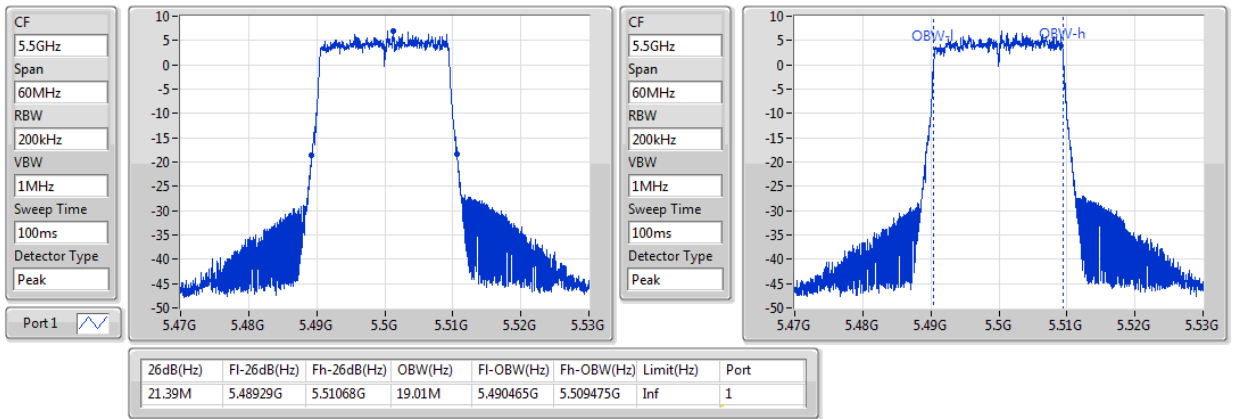 CF
5.5GHz
Span
60MHz
RBW
200kHz
VBW
1MHz
Sweep Time
100ms
Detector Type
Peak
Port 1
10
5
0
-5
-10
-15
-20
-25
-30
-35
-40
-45
-50
5.47G 5.48G 5.49G 5.5G 5.51G 5.52G 5.53G
CF
5.5GHz
Span
60MHz
RBW
200kHz
VBW
1MHz
Sweep Time
100ms
Detector Type
Peak
10
5
0
-5
-10
-15
-20
-25
-30
-35
-40
-45
-50
OBW-l OBW-h
5.47G 5.48G 5.49G 5.5G 5.51G 5.52G 5.53G
26dB(Hz) Fl-26dB(Hz) Fh-26dB(Hz) OBW(Hz) Fl-OBW(Hz) Fh-OBW(Hz) Limit(Hz) Port
21.39M 5.48929G 5.51068G 19.01M 5.490465G 5.509475G Inf 1